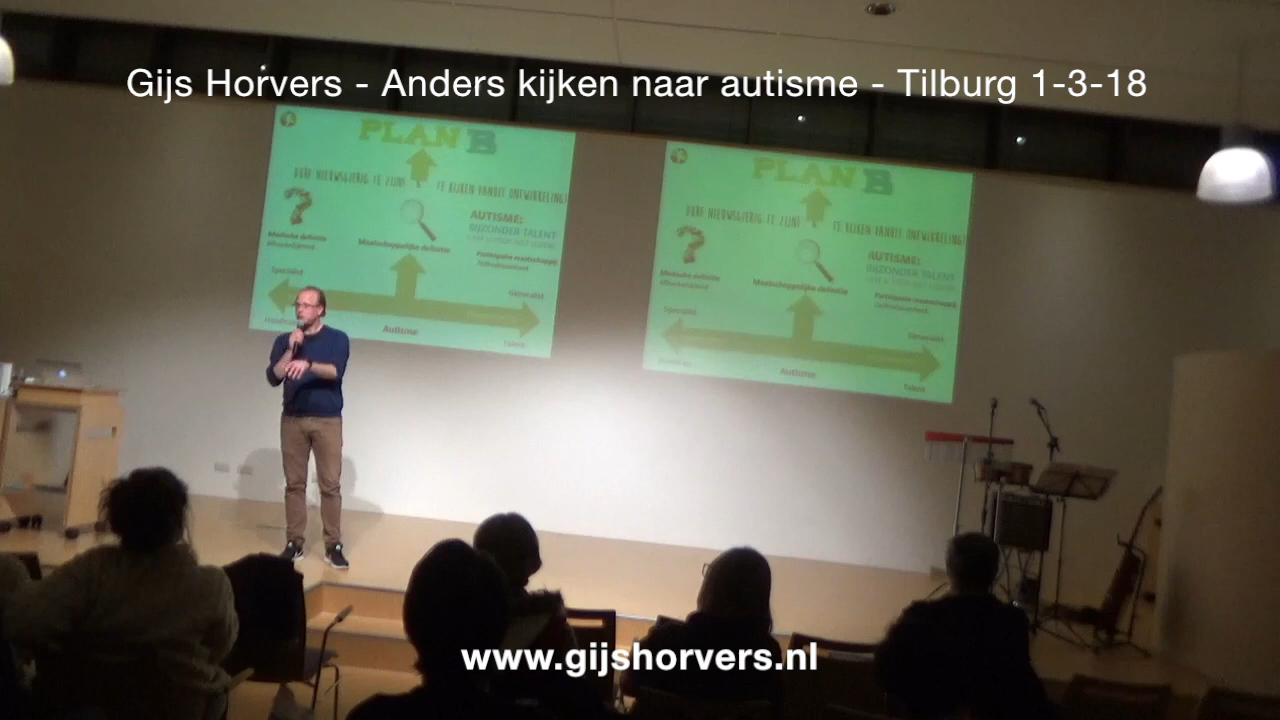 Gijs Horvers - Anders kijken naar autisme - Tilburg 1-3-18
PLAN B
DURF NIEUWSGIERIG TE ZIJN!
TE KIJKEN VANUIT ONTWIKKELING!
AUTISME:
BIJZONDER TALENT
Medische definitie
Maatschappelijke definitie
Participatie maatschappij
Specialist
Generalist
Autisme
Talent
PLAN B
DURF NIEUWSGIERIG TE ZIJN!
TE KIJKEN VANUIT ONTWIKKELING!
AUTISME:
BIJZONDER TALENT
Medische definitie
Maatschappelijke definitie
Participatie maatschappij
Specialist
Generalist
Autisme
Talent
www.gijshorvers.nl